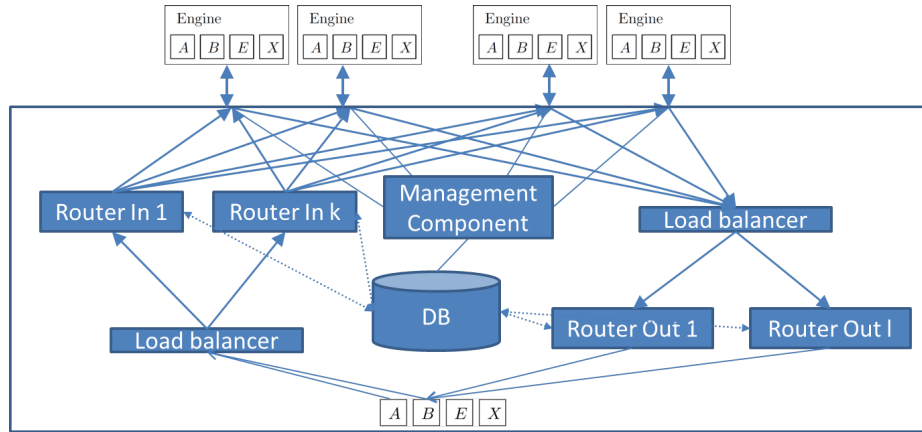 Engine Engine Engine Engine
A B E X A B E X A B E X A B E X
Router In 1 Router In k Management Component Load balancer
DB
Load balancer Router Out 1 Router Out l
A B E X